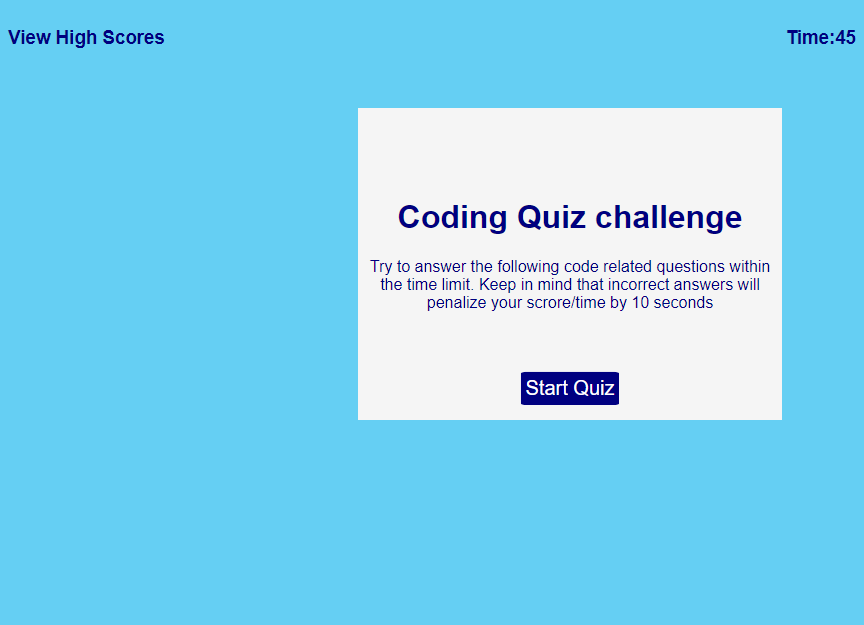 View High Scores
Time:45
Coding Quiz challenge
Try to answer the following code related questions within
the time limit. Keep in mind that incorrect answers will
penalize your scrore/time by 10 seconds
Start Quiz